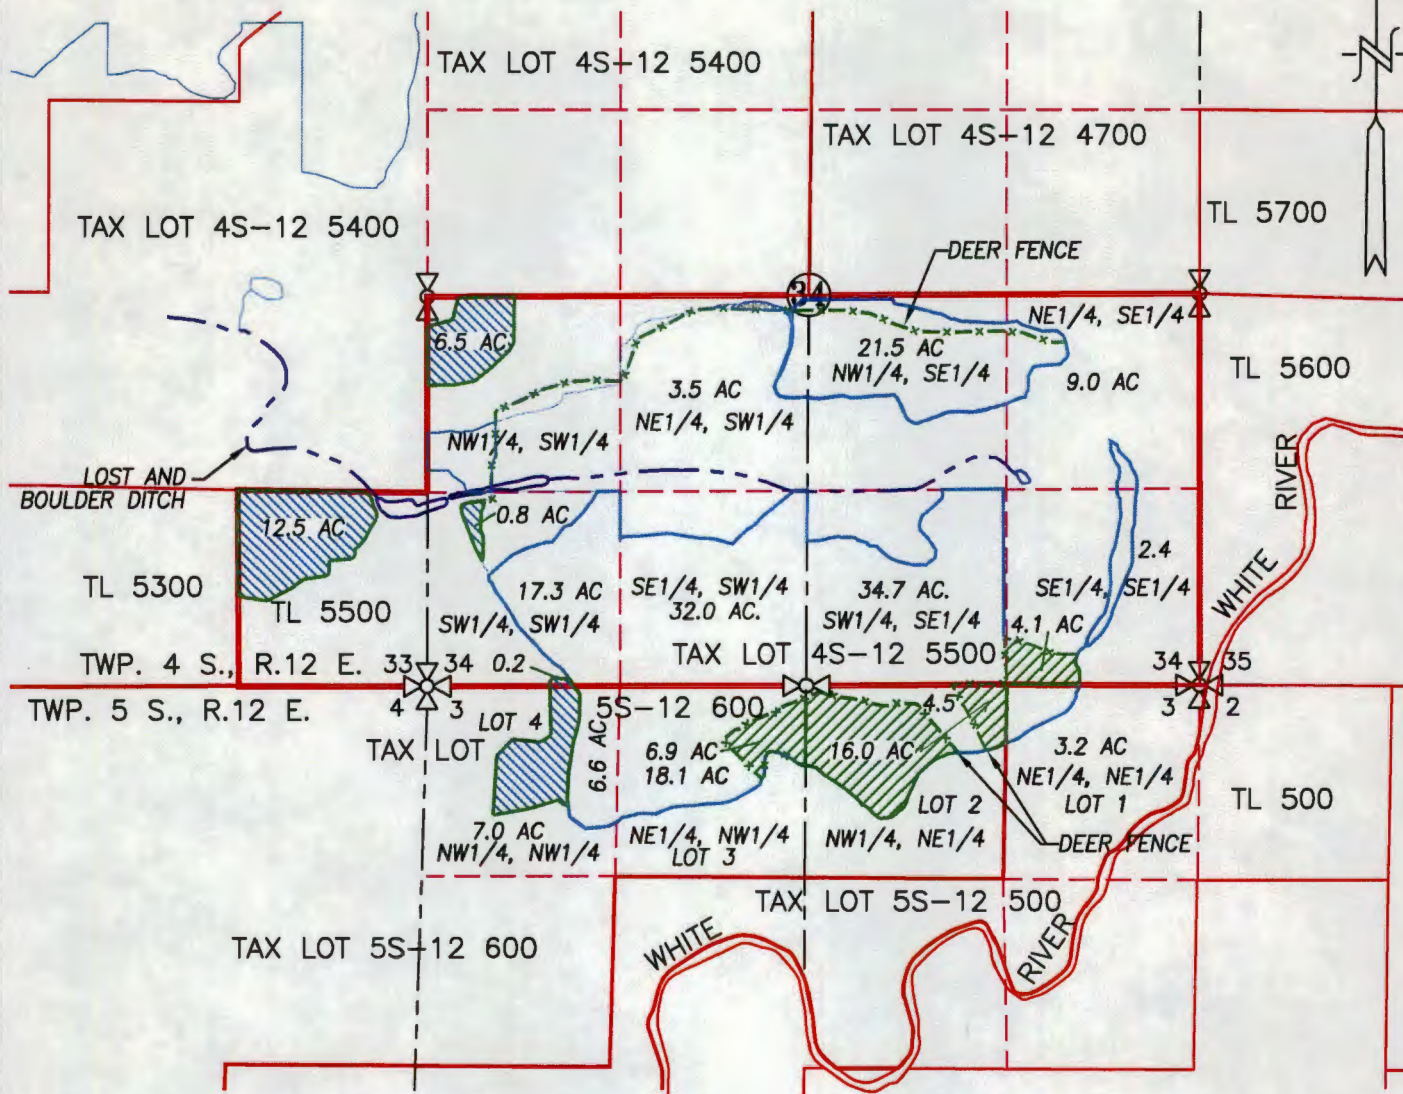 TAX LOT 4S-12 5400
N
TAX LOT 4S-12 4700
TAX LOT 4S-12 5400
TL 5700
DEER FENCE
34
NE1/4, SE1/4
6.5 AC
21.5 AC
NW1/4, SE1/4
TL 5600
3.5 AC
9.0 AC
NE1/4, SW1/4
NW1/4, SW1/4
LOST AND
BOULDER DITCH
RIVER
12.5 AC
0.8 AC
2.4
TL 5300
17.3 AC
SE1/4, SW1/4
32.0 AC.
34.7 AC.
SE1/4, SE1/4
WHITE
TL 5500
SW1/4, SW1/4
SW1/4, SE1/4
4.1 AC
TAX LOT 4S-12 5500
TWP. 4 S., R.12 E.
33 34
0.2
34 35
TWP. 5 S., R.12 E.
4 3
LOT 4
5S-12 600
4.5
3 2
TAX LOT
6.6 AC
6.9 AC
18.1 AC
16.0 AC
3.2 AC
NE1/4, NE1/4
LOT 1
LOT 2
TL 500
7.0 AC
NW1/4, NW1/4
NE1/4, NW1/4
LOT 3
NW1/4, NE1/4
DEER FENCE
TAX LOT 5S-12 500
TAX LOT 5S-12 600
WHITE
RIVER